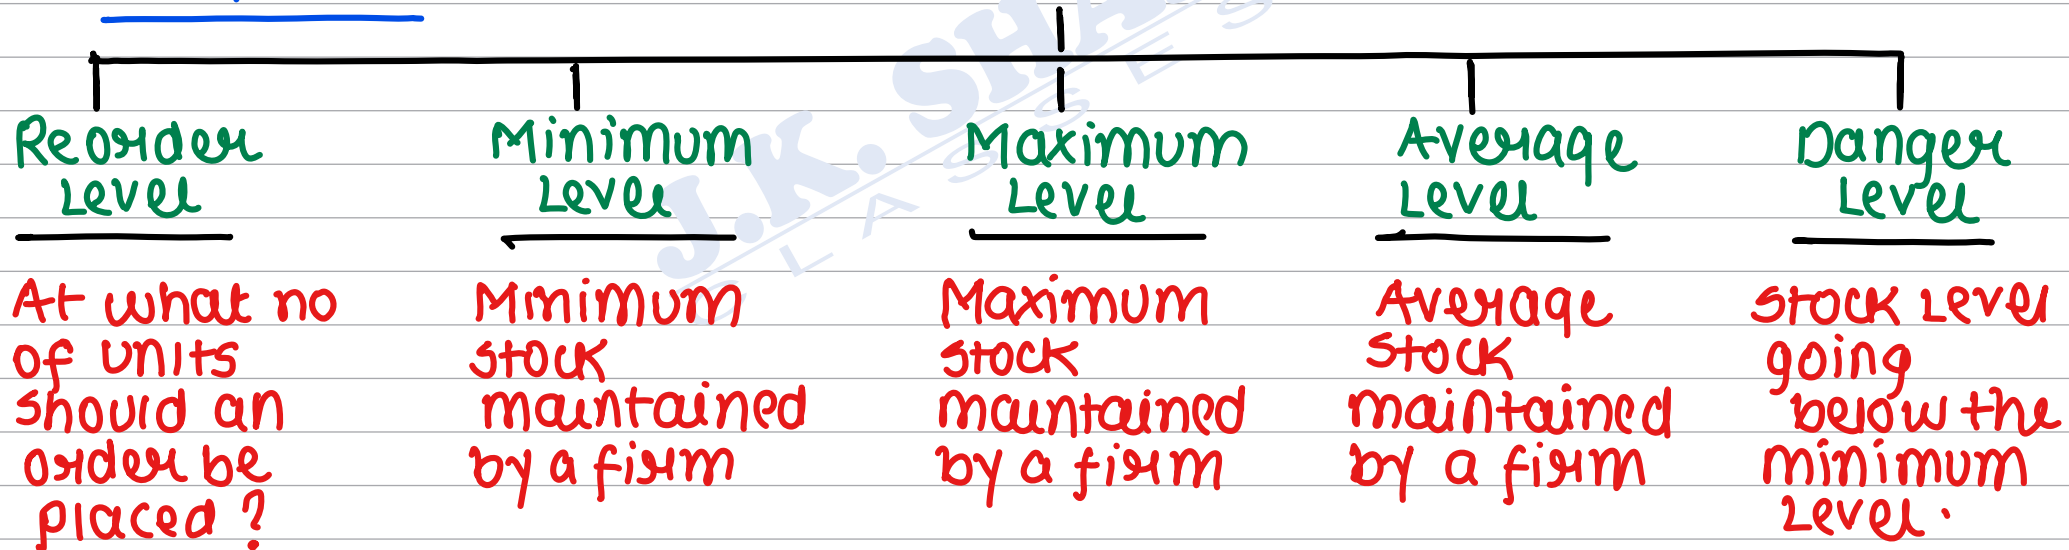 Reorder
Level
At what no
of units
should an
order be
placed?
Minimum
Level
Minimum
stock
maintained
by a firm
Maximum
Level
Maximum
stock
maintained
by a firm
Average
Level
Average
stock
maintained
by a firm
Danger
Level
stock level
going
below the
minimum
level.
J.K. SHA
CLASSES